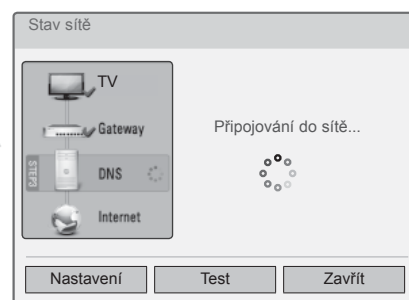 Stav sítě
TV
Gateway
STEP3
DNS
Internet
Připojování do sítě...
Nastavení
Test
Zavřít